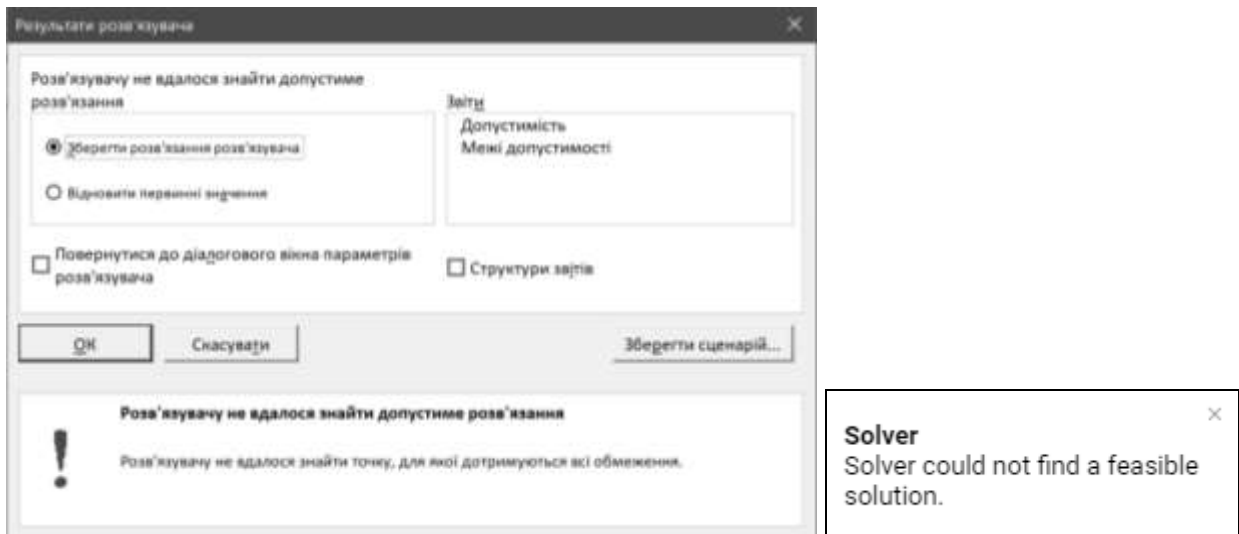 Результати розв'язувача
Розв'язувачу не вдалося знайти допустиме
розв'язання
Звіти
Допустимість
Межі допустимості
Зберегти розв'язання розв'язувача
Відновити первинні значення
Повернутися до діалогового вікна параметрів
розв'язувача
Структури звітів
ОК
Скасувати
Зберегти сценарій...
Розв'язувачу не вдалося знайти допустиме розв'язання
Розв'язувачу не вдалося знайти точку, для якої дотримуються всі обмеження.
Solver
Solver could not find a feasible
solution.